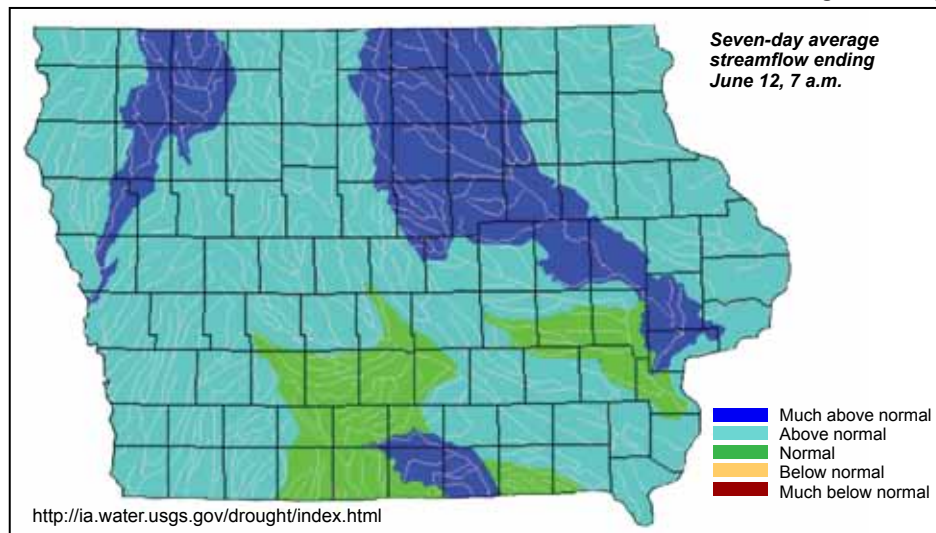 Seven-day average
streamflow ending
June 12, 7 a.m.
Much above normal
Above normal
Normal
Below normal
Much below normal
http://ia.water.usgs.gov/drought/index.html